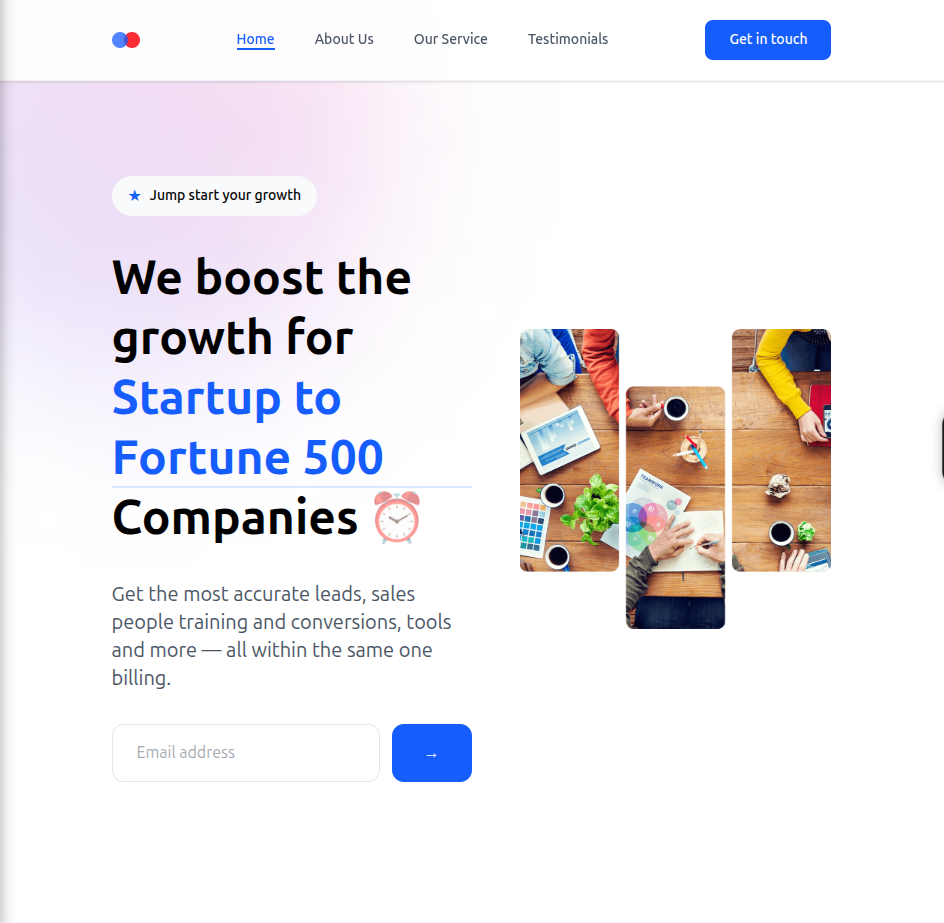 Home
About Us
Our Service
Testimonials
Get in touch
★ Jump start your growth
We boost the
growth for
Startup to
Fortune 500
Companies ⏰
Get the most accurate leads, sales
people training and conversions, tools
and more — all within the same one
billing.
Email address
→
TEAMWORK